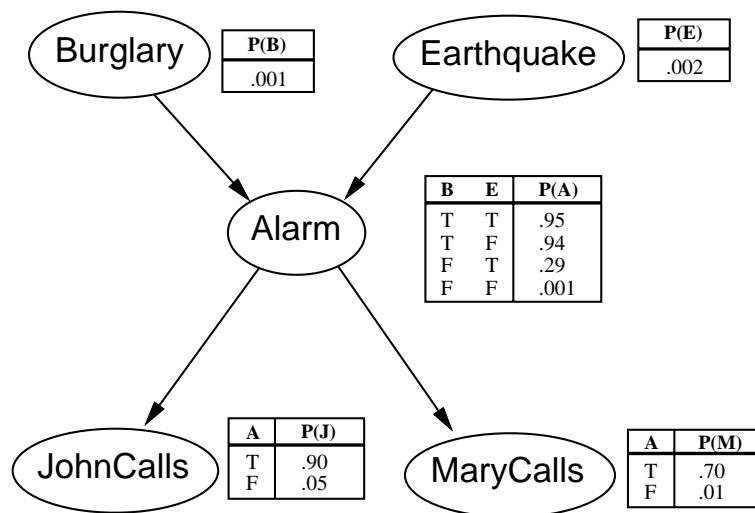 Burglary
P(B)
.001
Earthquake
P(E)
.002
Alarm
B E P(A)
T T .95
T F .94
F T .29
F F .001
JohnCalls
A P(J)
T .90
F .05
MaryCalls
A P(M)
T .70
F .01